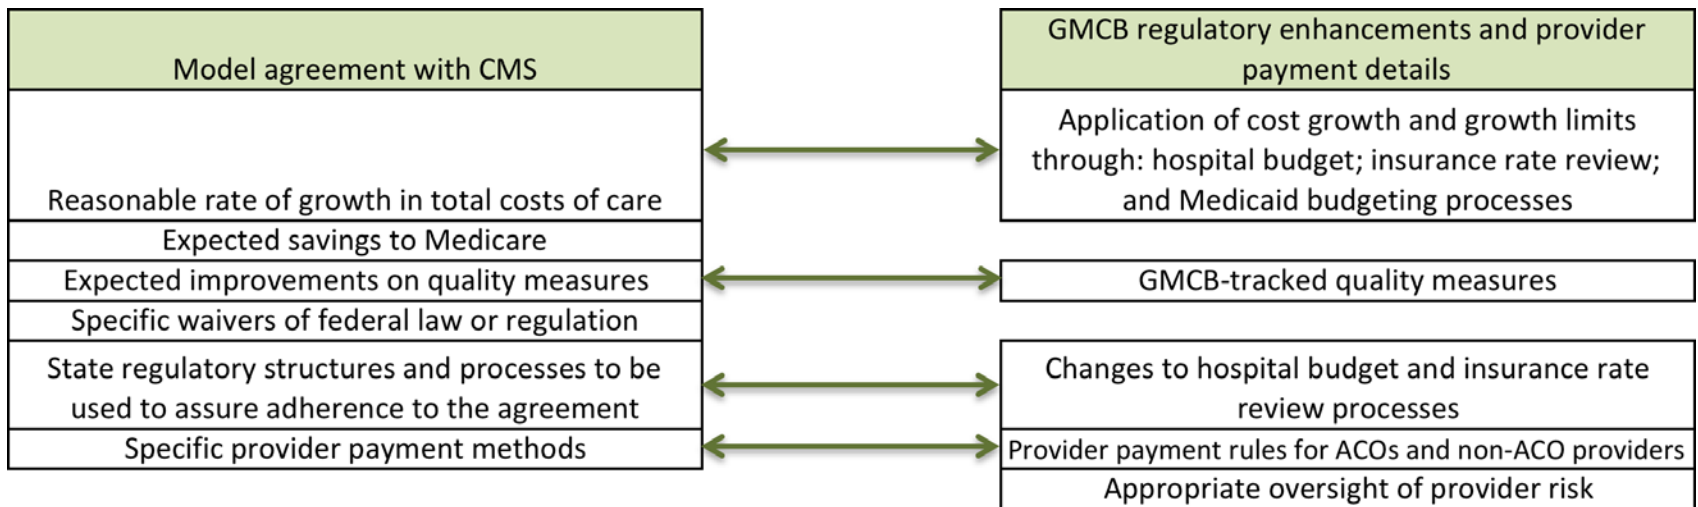 Model agreement with CMS
Reasonable rate of growth in total costs of care
Expected savings to Medicare
Expected improvements on quality measures
Specific waivers of federal law or regulation
State regulatory structures and processes to be
used to assure adherence to the agreement
Specific provider payment methods
GMCB regulatory enhancements and provider
payment details
Application of cost growth and growth limits
through: hospital budget; insurance rate review;
and Medicaid budgeting processes
GMCB-tracked quality measures
Changes to hospital budget and insurance rate
review processes
Provider payment rules for ACOs and non-ACO providers
Appropriate oversight of provider risk